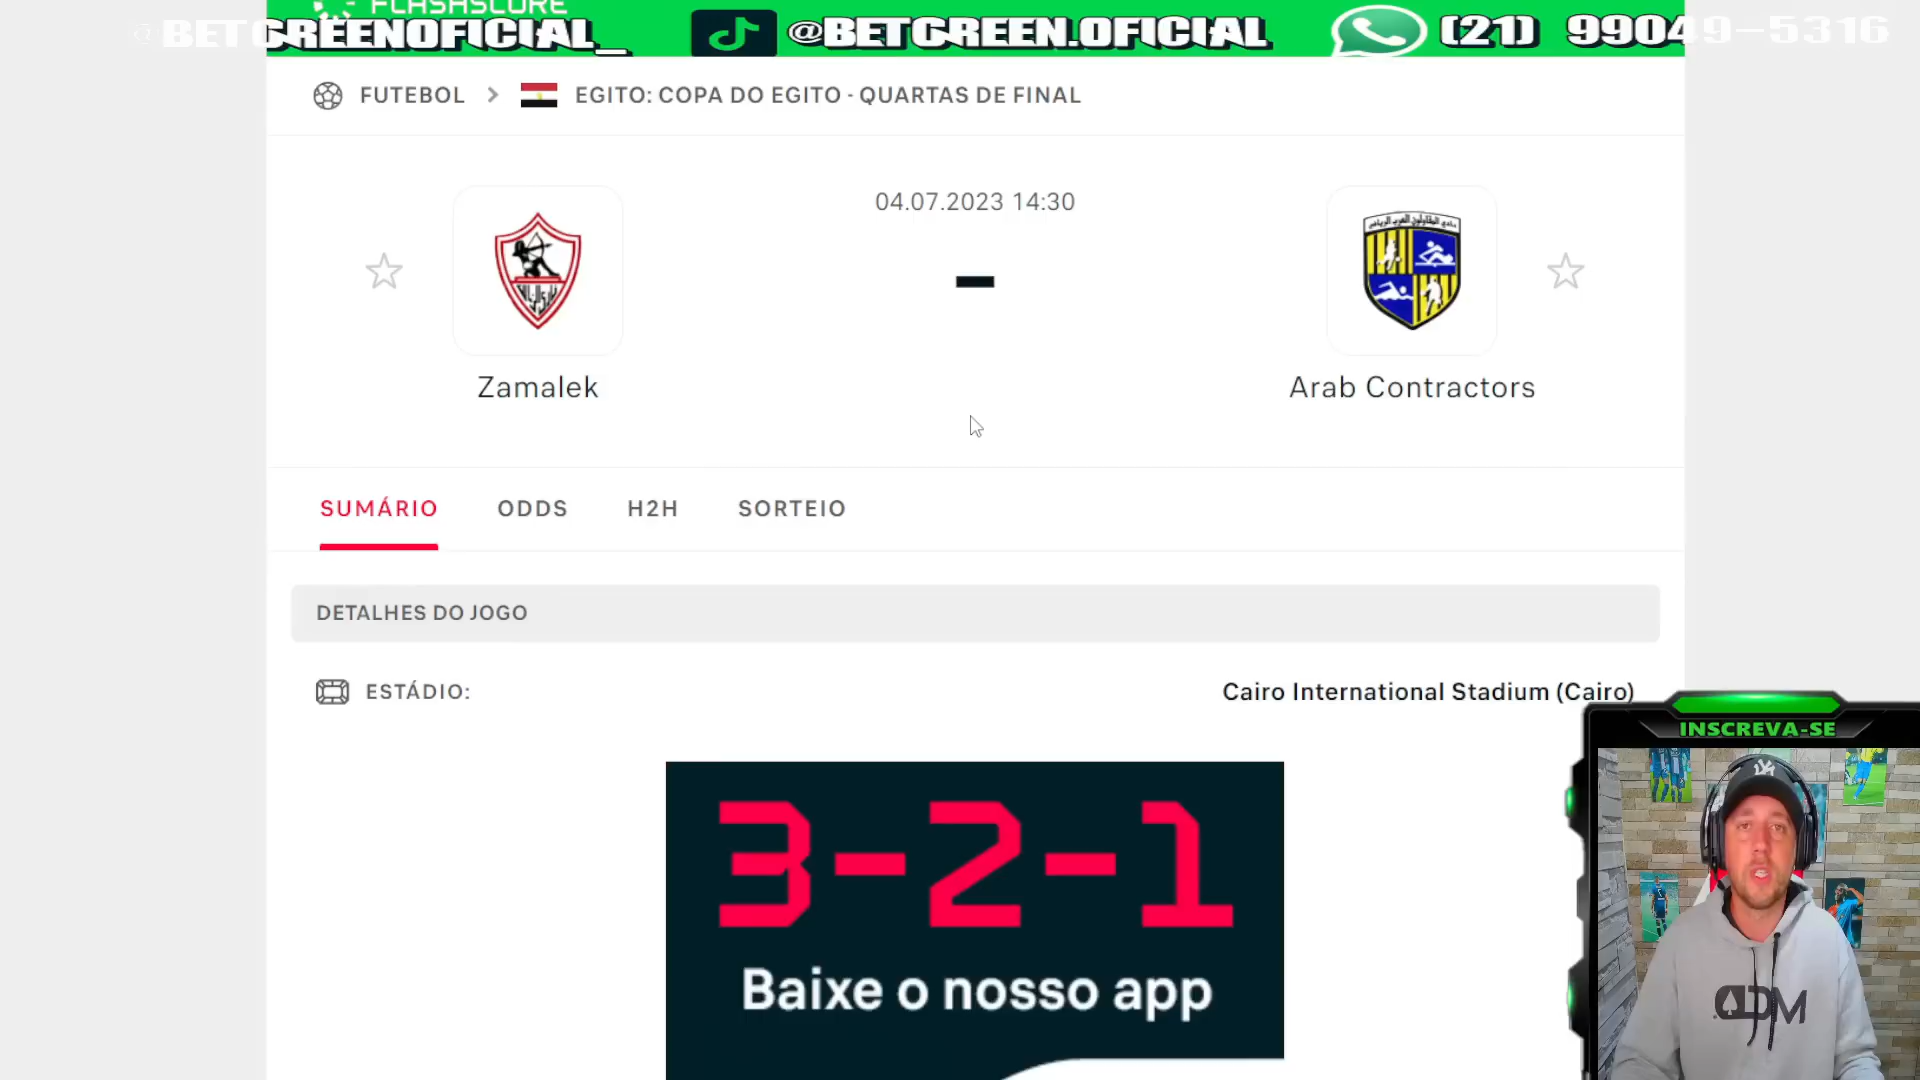 FLASHSCORE
@BETGREENOFICIAL_
@BETGREEN.OFICIAL
(21) 99049-5316
FUTEBOL
EGITO: COPA DO EGITO - QUARTAS DE FINAL
04.07.2023 14:30
-
Zamalek
Arab Contractors
SUMÁRIO
ODDS
H2H
SORTEIO
DETALHES DO JOGO
ESTÁDIO:
Cairo International Stadium (Cairo)
3-2-1
Baixe o nosso app
INSCREVA-SE